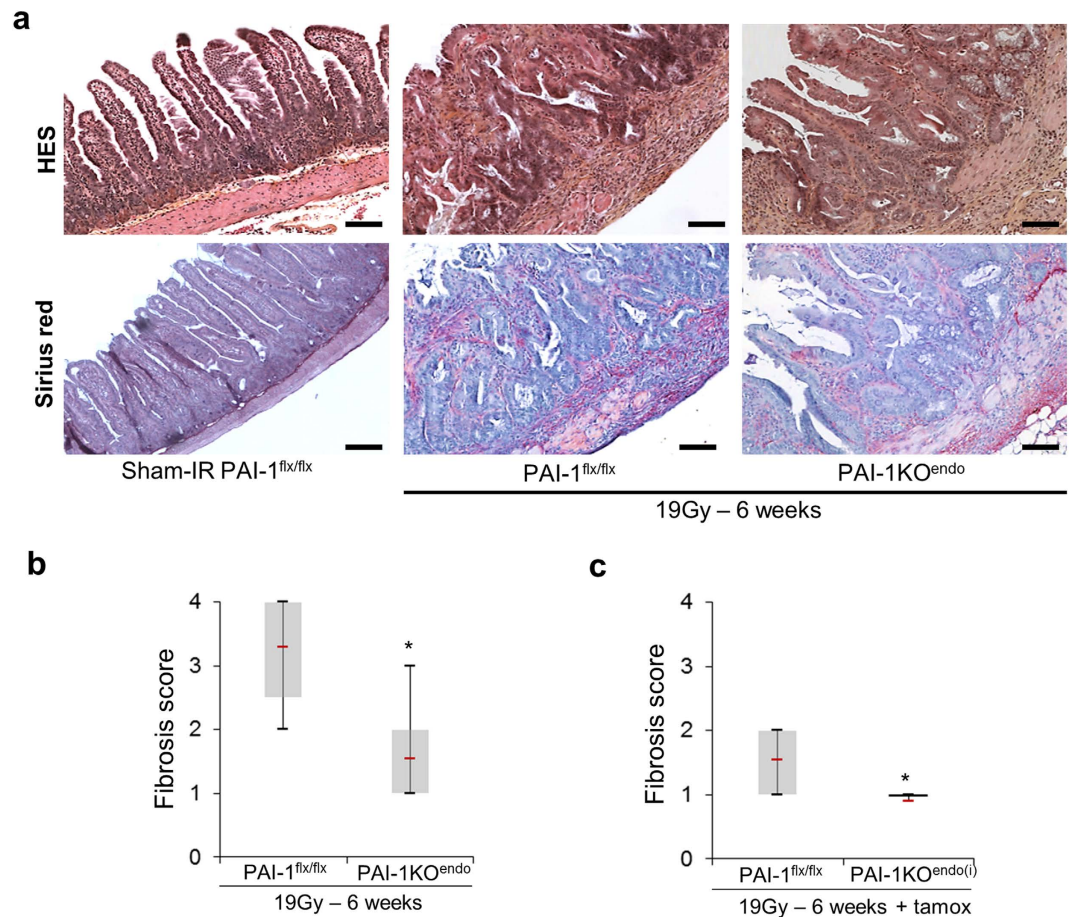 a
HES
Sirius red
Sham-IR PAI-1flx/flx
PAI-1flx/flx
PAI-1KOendo
19Gy – 6 weeks
b
Fibrosis score
4
3
2
1
0
*
PAI-1flx/flx
PAI-1KOendo
19Gy – 6 weeks
c
Fibrosis score
4
3
2
1
0
*
PAI-1flx/flx
PAI-1KOendo(i)
19Gy – 6 weeks + tamox